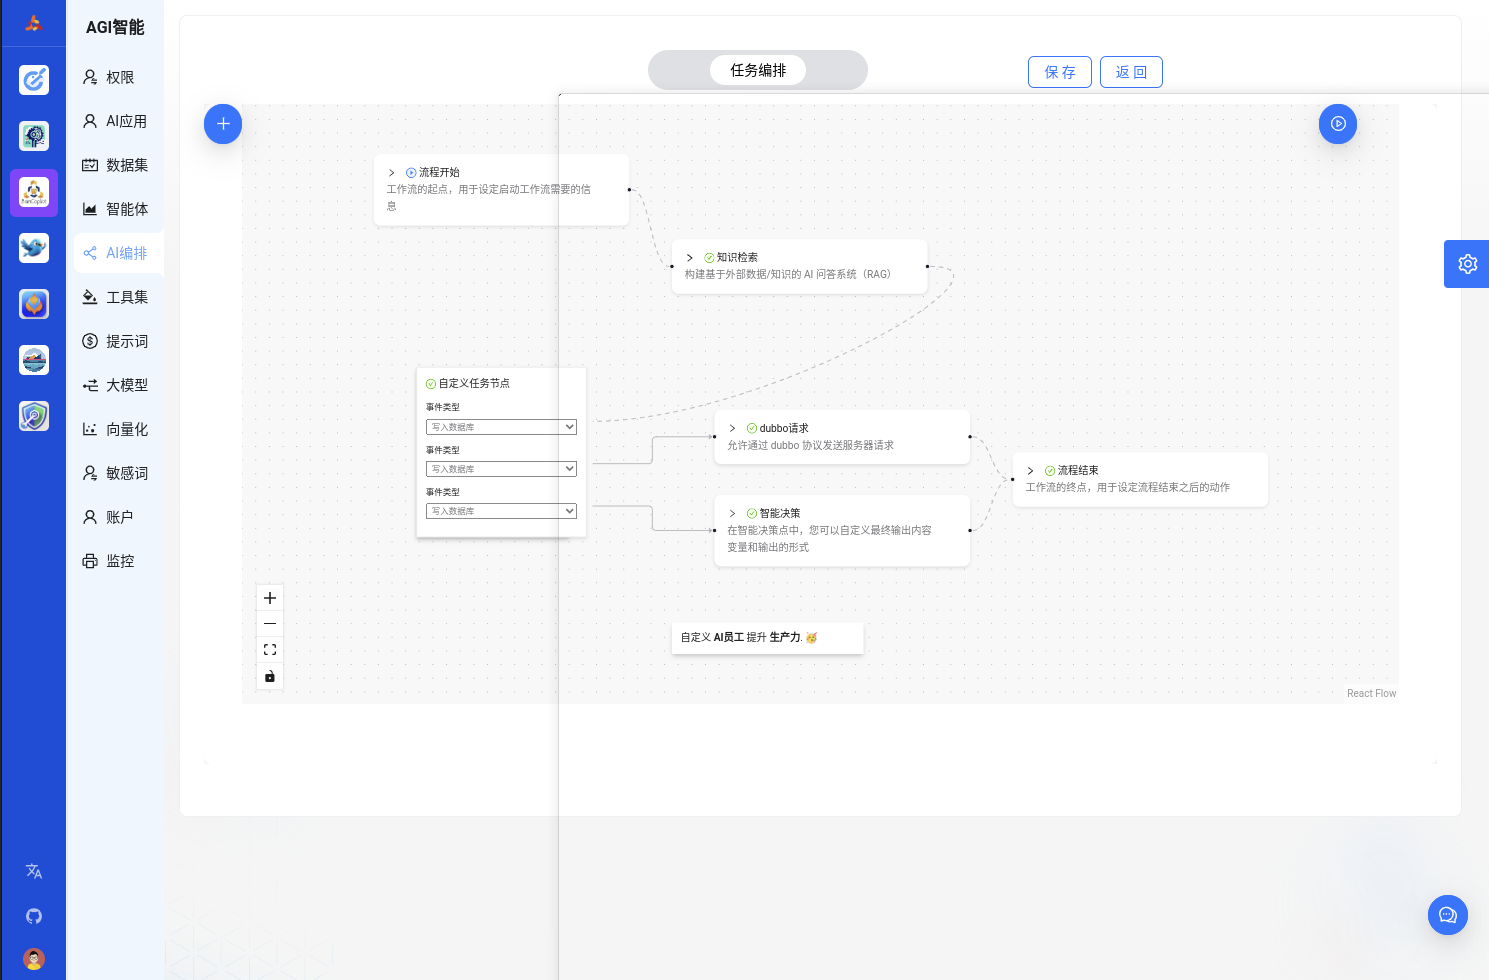 AGI智能
权限
AI应用
数据集
智能体
AI编排
工具集
提示词
大模型
向量化
敏感词
账户
监控
任务编排
保 存
返 回
流程开始
工作流的起点，用于设定启动工作流需要的信
息
知识检索
构建基于外部数据/知识的 AI 问答系统（RAG）
自定义任务节点
事件类型
写入数据库
事件类型
写入数据库
事件类型
写入数据库
dubbo请求
允许通过 dubbo 协议发送服务器请求
智能决策
在智能决策点中，您可以自定义最终输出内容
变量和输出的形式
流程结束
工作流的终点，用于设定流程结束之后的动作
自定义 AI员工 提升 生产力. 🥳
React Flow